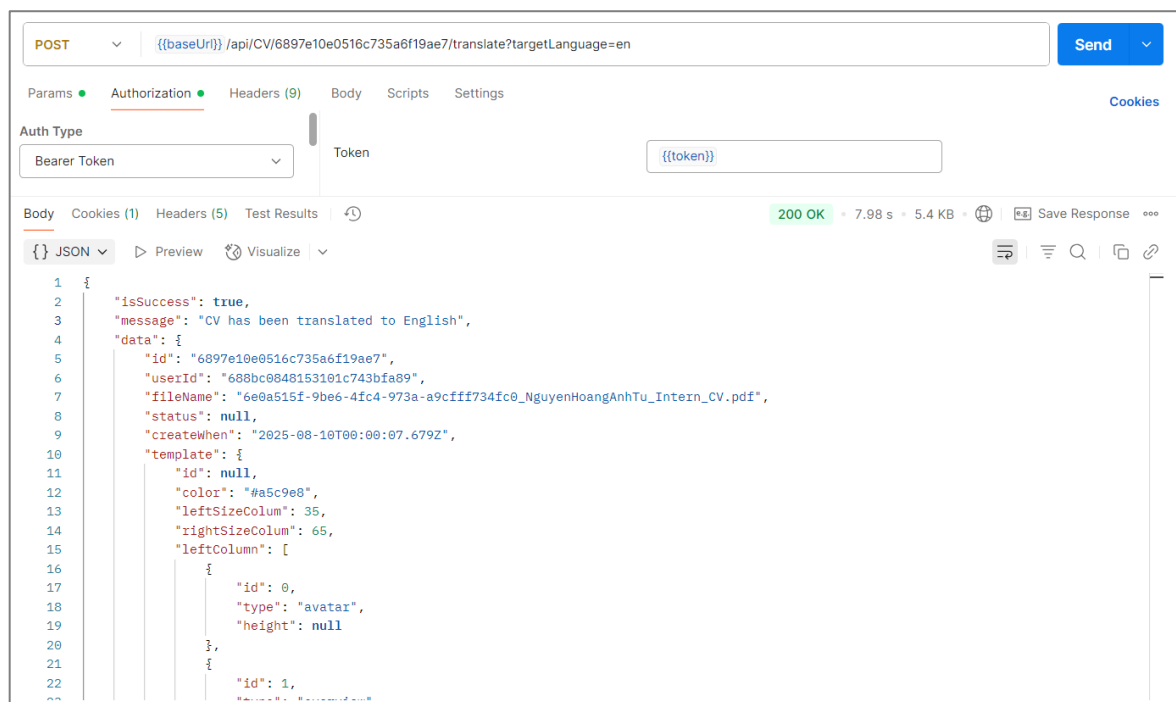 POST {{baseUrl}} /api/CV/6897e10e0516c735a6f19ae7/translate?targetLanguage=en Send
Params Authorization Headers (9) Body Scripts Settings
Cookies
Auth Type
Bearer Token
Token {{token}}
Body Cookies (1) Headers (5) Test Results 200 OK 7.98 s 5.4 KB e.g. Save Response
{} JSON Preview Visualize
1 {
2 "isSuccess": true,
3 "message": "CV has been translated to English",
4 "data": {
5 "id": "6897e10e0516c735a6f19ae7",
6 "userId": "688bc0848153101c743bfa89",
7 "fileName": "6e0a515f-9be6-4fc4-973a-a9cfff734fc0_NguyenHoangAnhTu_Intern_CV.pdf",
8 "status": null,
9 "createWhen": "2025-08-10T00:00:07.679Z",
10 "template": {
11 "id": null,
12 "color": "#a5c9e8",
13 "leftSizeColum": 35,
14 "rightSizeColum": 65,
15 "leftColumn": [
16 {
17 "id": 0,
18 "type": "avatar",
19 "height": null
20 },
21 {
22 "id": 1,